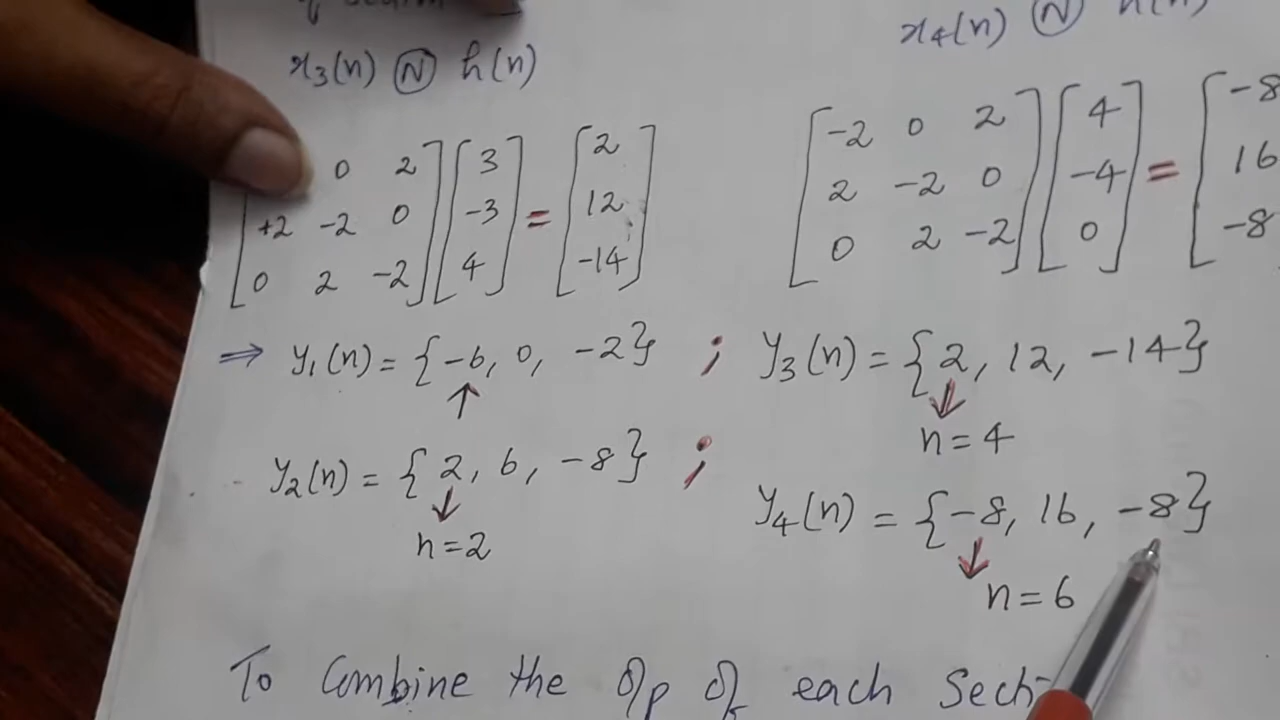 x₃(n) Ⓝ h(n)
x₄(n) Ⓝ h(n)
[ 0 2 ] [ 3 ] = [ 2 ]
[ +2 -2 0 ] [ -3 ] = [ 12 ]
[ 0 2 -2 ] [ 4 ] = [ -14 ]
[ -2 0 2 ] [ 4 ] = [ -8
[ 2 -2 0 ] [ -4 ] = [ 16
[ 0 2 -2 ] [ 0 ] = [ -8
⇒ y₁(n) = {-6, 0, -2} ; y₃(n) = {2, 12, -14}
↑
↓
n=4
y₂(n) = {2, 6, -8} ;
↓
n=2
y₄(n) = {-8, 16, -8}
↓
n=6
To Combine the o/p of each Secti